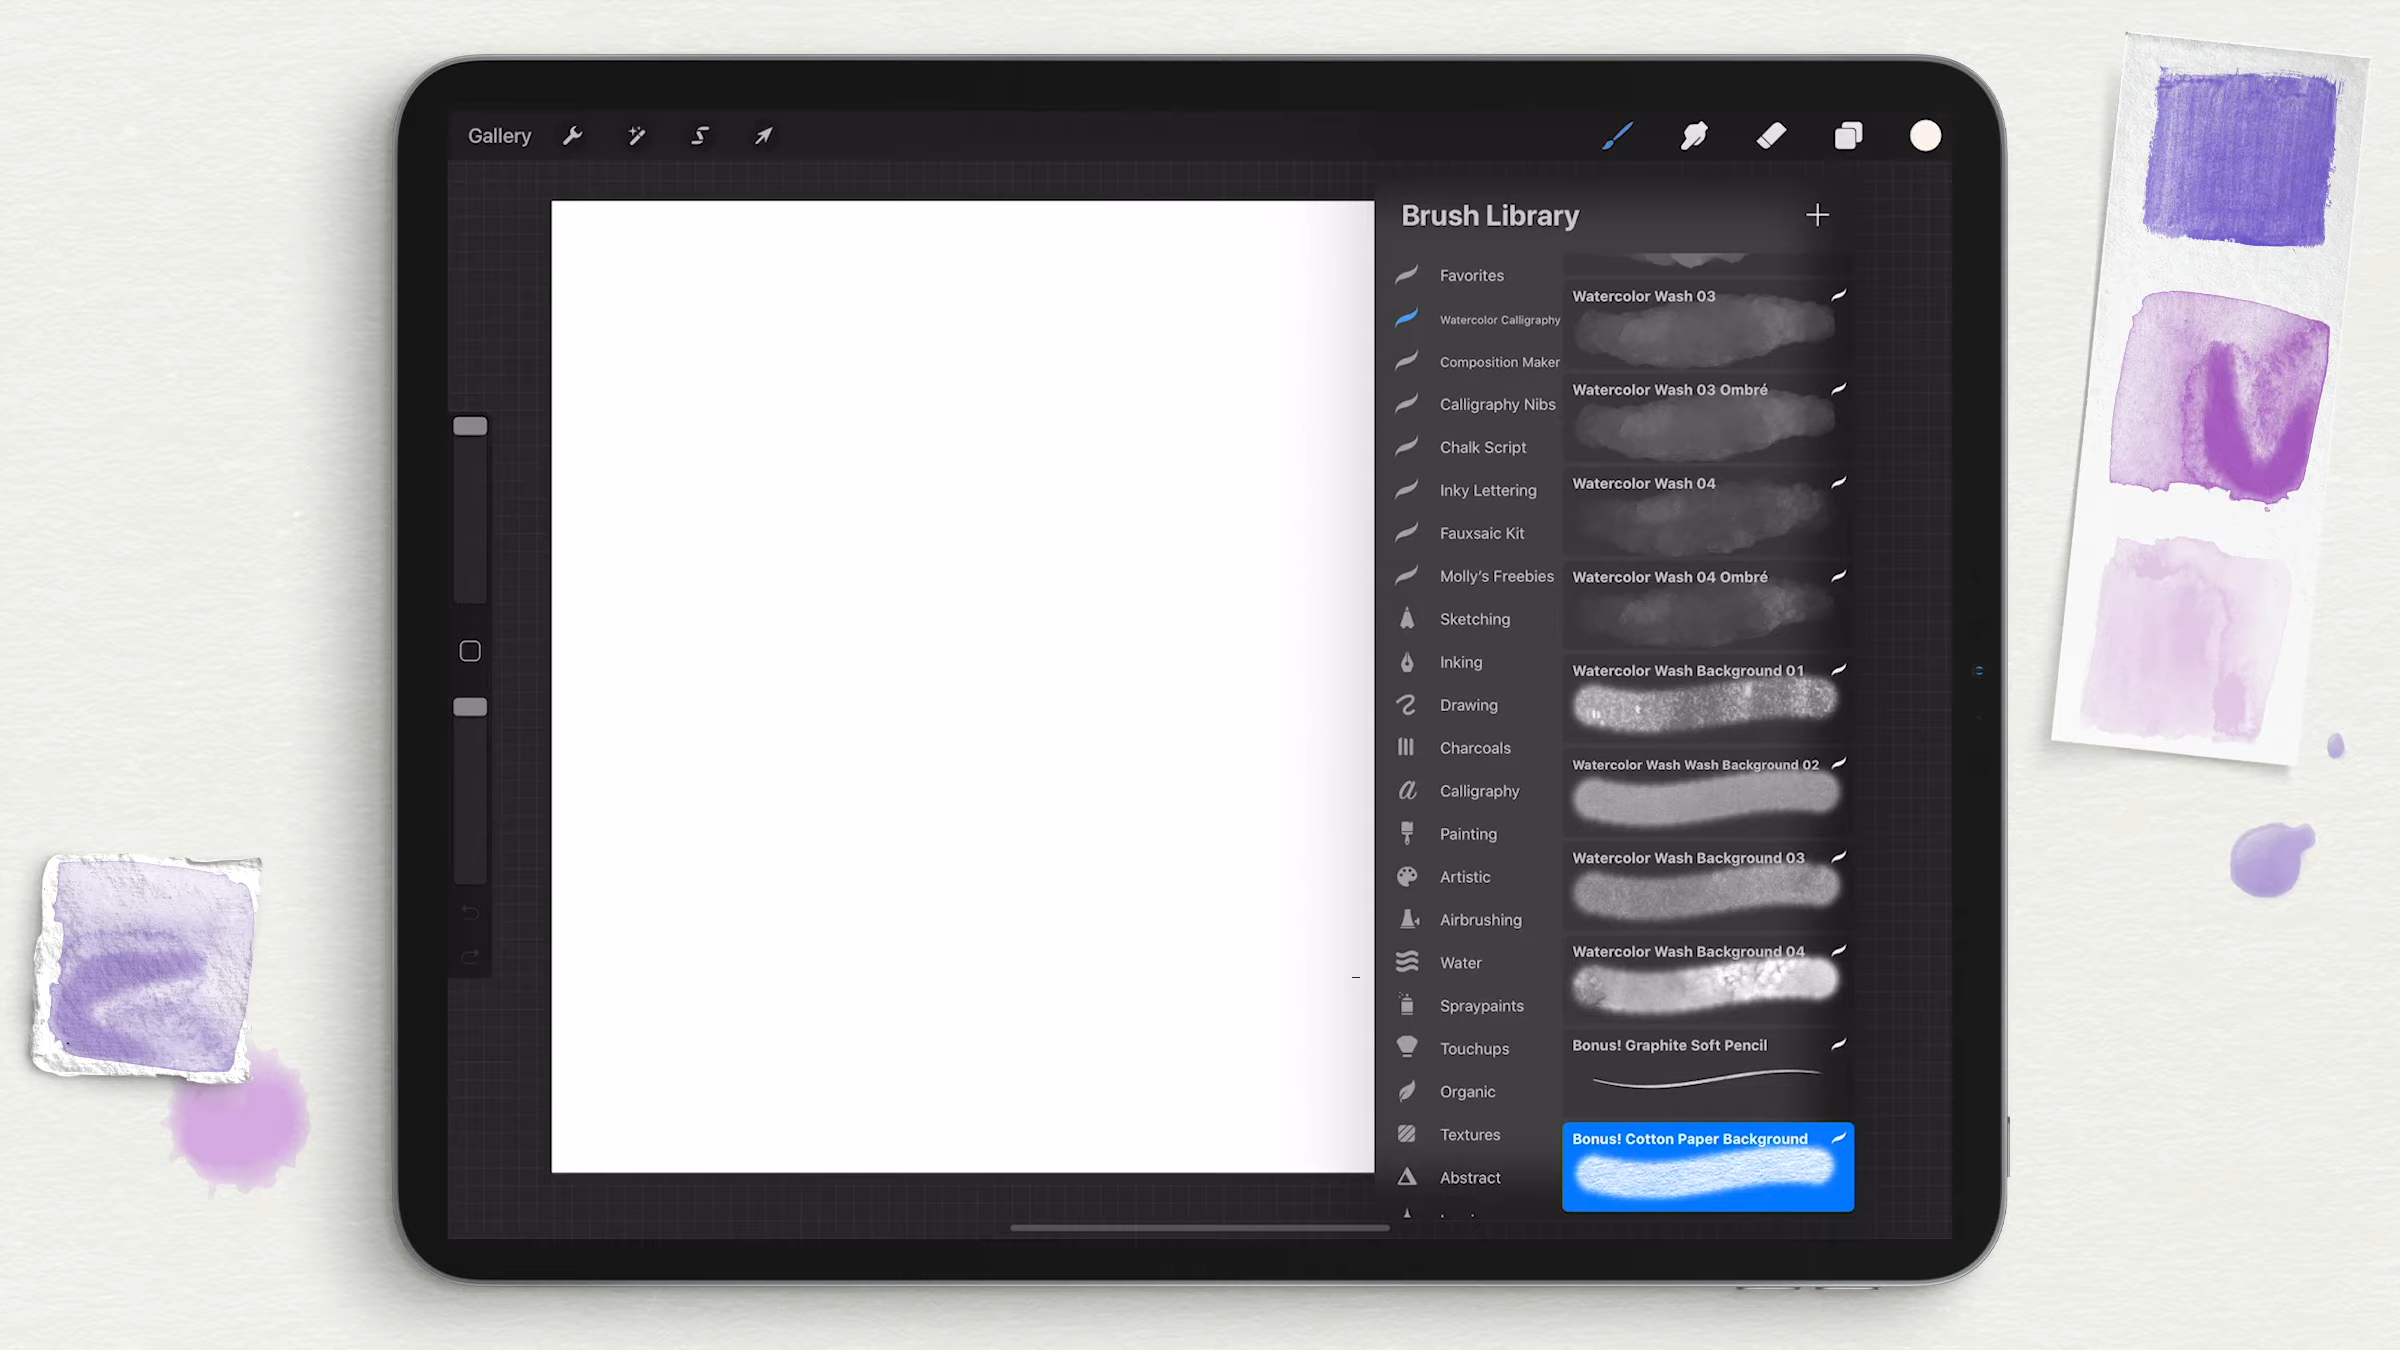 Gallery
Brush Library
Favorites
Watercolor Calligraphy
Composition Maker
Calligraphy Nibs
Chalk Script
Inky Lettering
Fauxsaic Kit
Molly's Freebies
Sketching
Inking
Drawing
Charcoals
Calligraphy
Painting
Artistic
Airbrushing
Water
Spraypaints
Touchups
Organic
Textures
Abstract
Watercolor Wash 03
Watercolor Wash 03 Ombré
Watercolor Wash 04
Watercolor Wash 04 Ombré
Watercolor Wash Background 01
Watercolor Wash Wash Background 02
Watercolor Wash Background 03
Watercolor Wash Background 04
Bonus! Graphite Soft Pencil
Bonus! Cotton Paper Background